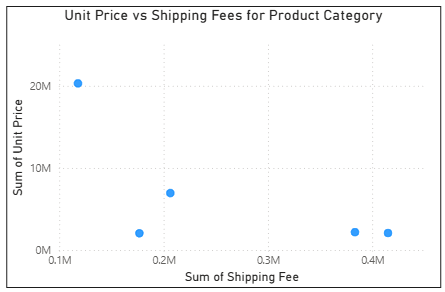 Unit Price vs Shipping Fees for Product Category
Sum of Unit Price
20M
10M
0M
0.1M 0.2M 0.3M 0.4M
Sum of Shipping Fee